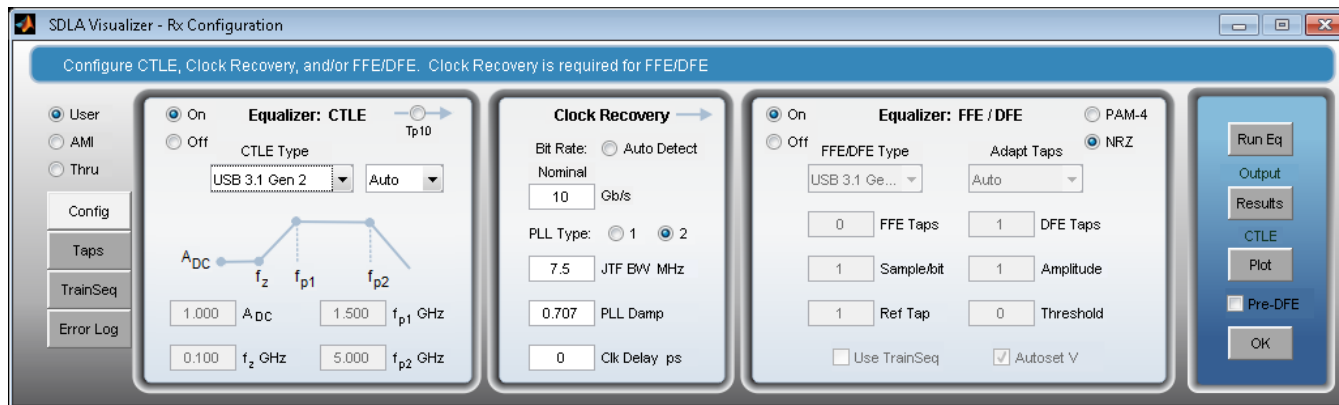 SDLA Visualizer - Rx Configuration
Configure CTLE, Clock Recovery, and/or FFE/DFE. Clock Recovery is required for FFE/DFE
User
AMI
Thru
Config
Taps
TrainSeq
Error Log
On
Off
Equalizer: CTLE
Tp10
CTLE Type
USB 3.1 Gen 2
Auto
ADC
fz
fp1
fp2
1.000 ADC
1.500 fp1 GHz
0.100 fz GHz
5.000 fp2 GHz
Clock Recovery
Bit Rate: Auto Detect
Nominal
10 Gb/s
PLL Type: 1 2
7.5 JTF BW MHz
0.707 PLL Damp
0 Clk Delay ps
On
Off
Equalizer: FFE / DFE
PAM-4
NRZ
FFE/DFE Type
Adapt Taps
USB 3.1 Ge...
Auto
0 FFE Taps
1 DFE Taps
1 Sample/bit
1 Amplitude
1 Ref Tap
0 Threshold
Use TrainSeq
Autoset V
Run Eq
Output
Results
CTLE
Plot
Pre-DFE
OK